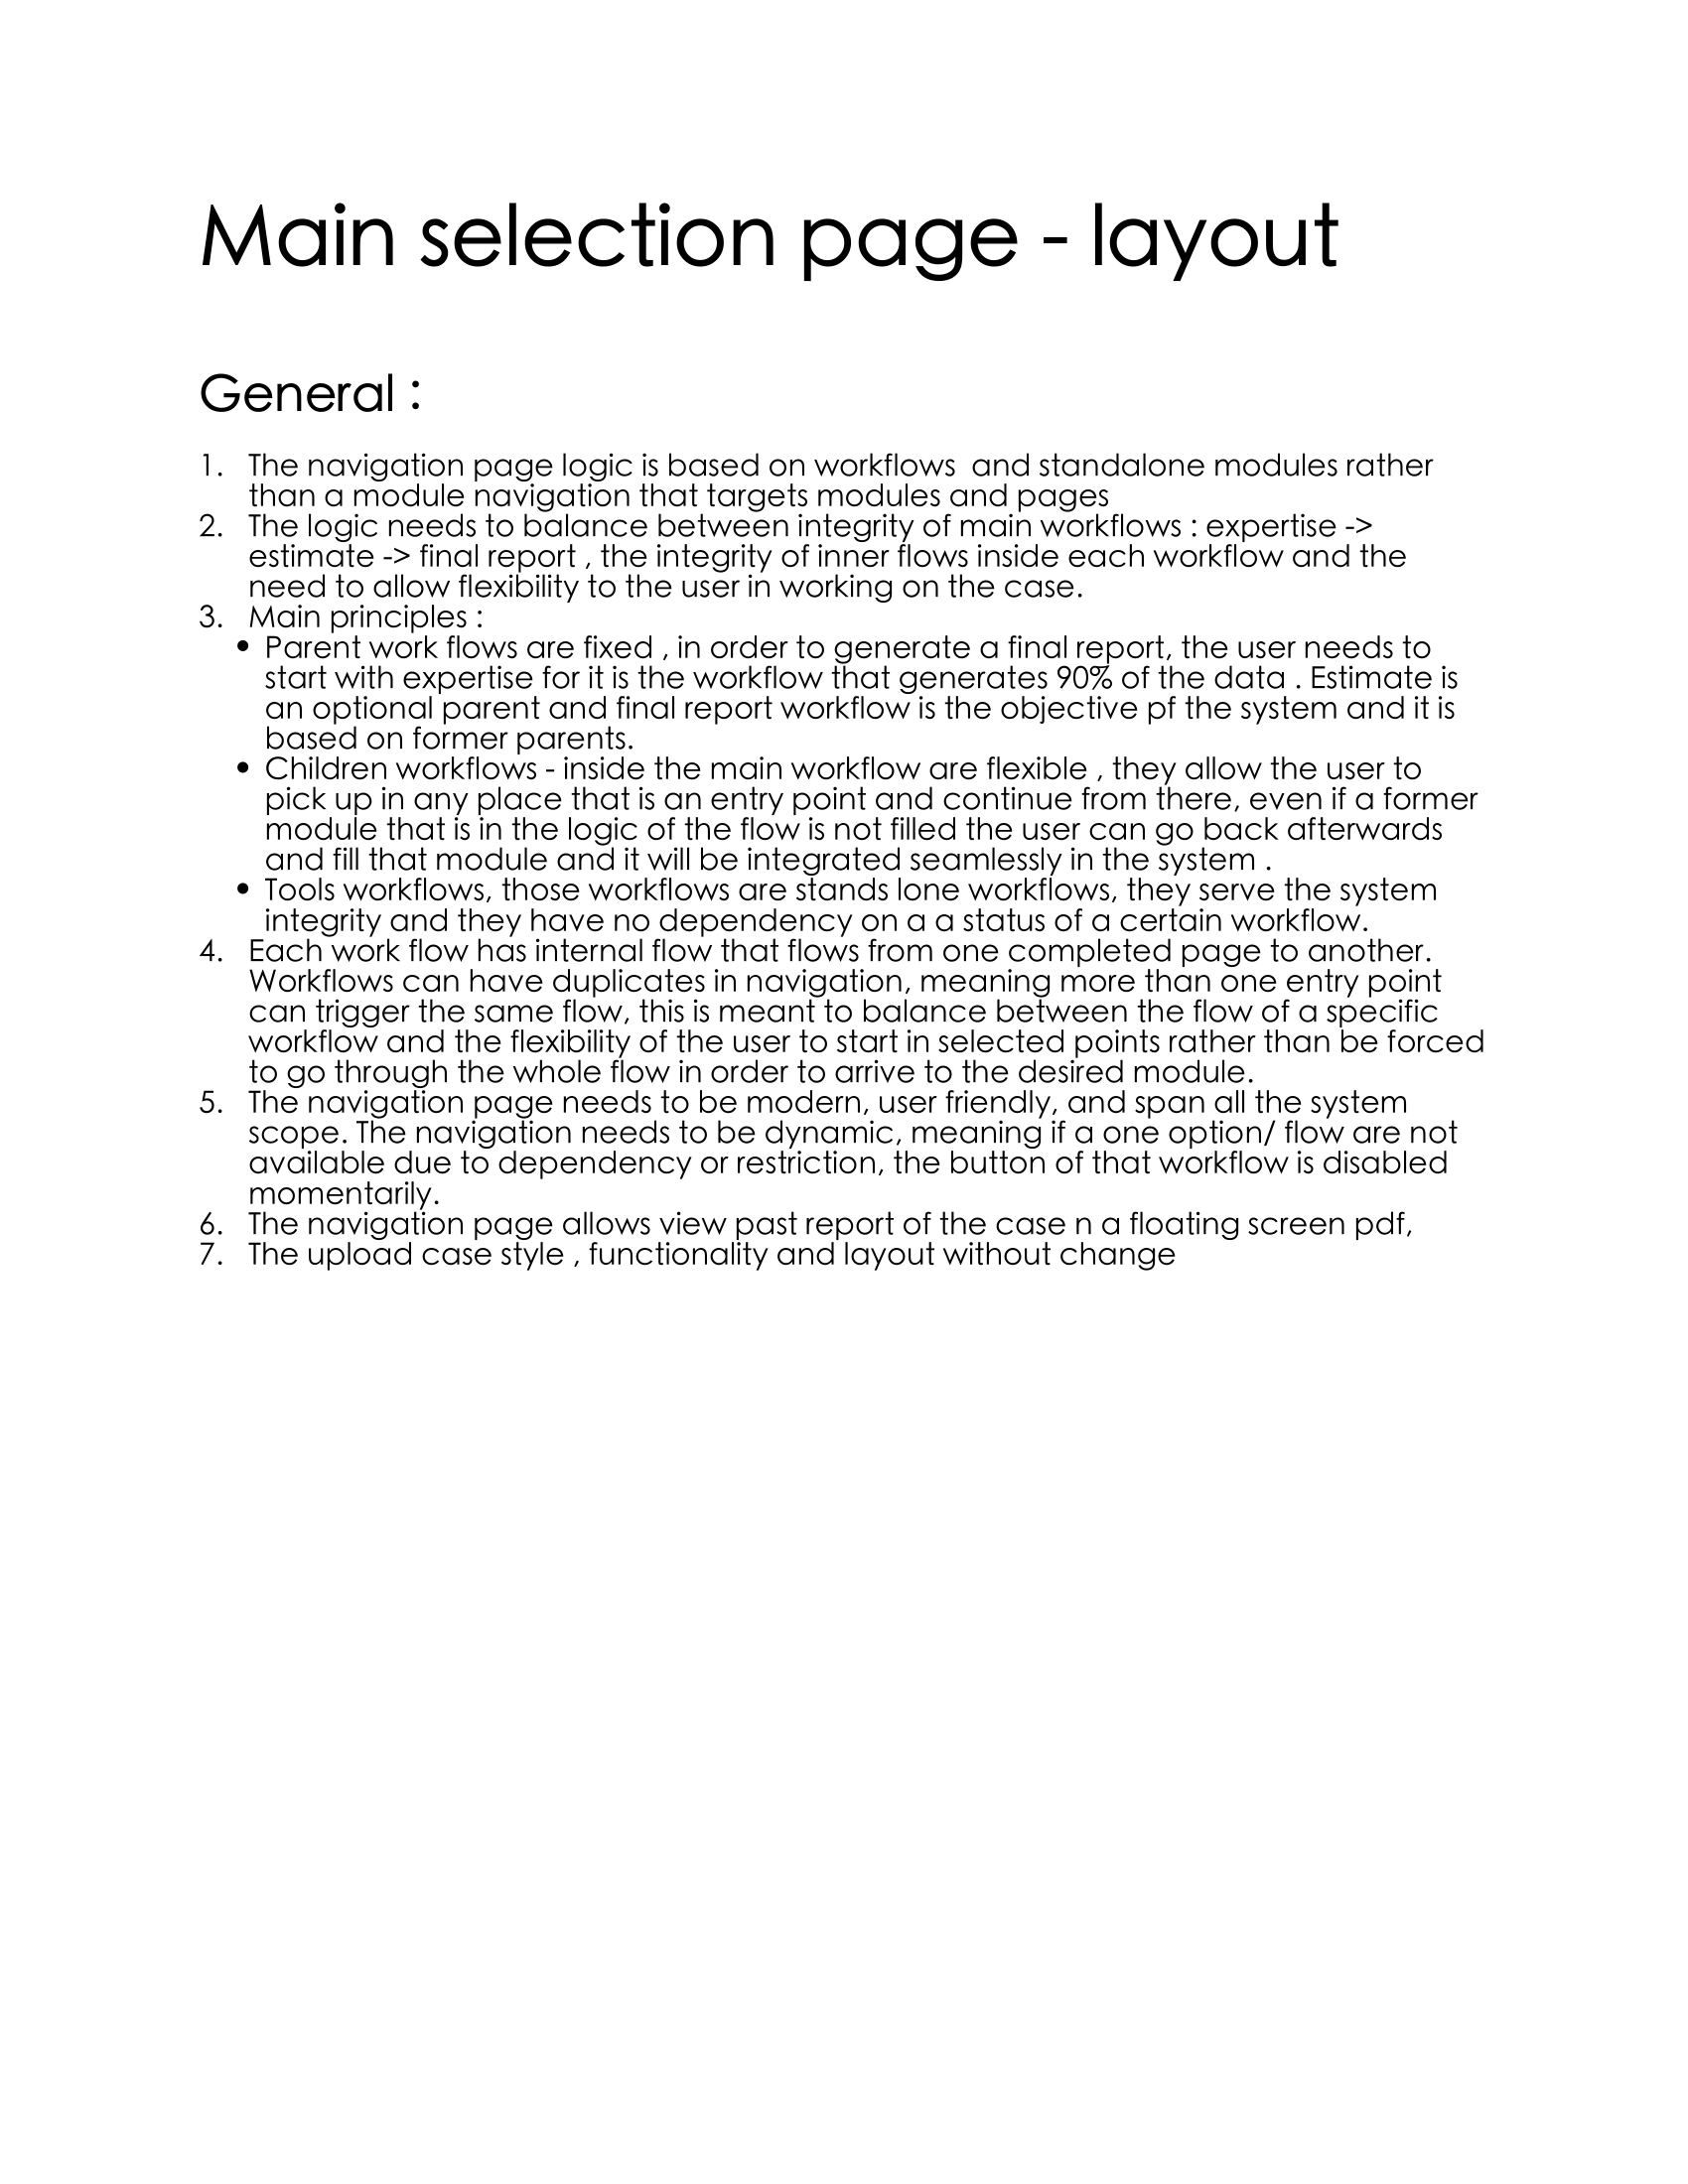 Main selection page - layout
General :
1. The navigation page logic is based on workflows  and standalone modules rather
than a module navigation that targets modules and pages
2. The logic needs to balance between integrity of main workflows : expertise ->
estimate -> final report , the integrity of inner flows inside each workflow and the
need to allow flexibility to the user in working on the case.
3. Main principles :
• Parent work flows are fixed , in order to generate a final report, the user needs to
start with expertise for it is the workflow that generates 90% of the data . Estimate is
an optional parent and final report workflow is the objective pf the system and it is
based on former parents.
• Children workflows - inside the main workflow are flexible , they allow the user to
pick up in any place that is an entry point and continue from there, even if a former
module that is in the logic of the flow is not filled the user can go back afterwards
and fill that module and it will be integrated seamlessly in the system .
• Tools workflows, those workflows are stands lone workflows, they serve the system
integrity and they have no dependency on a a status of a certain workflow.
4. Each work flow has internal flow that flows from one completed page to another.
Workflows can have duplicates in navigation, meaning more than one entry point
can trigger the same flow, this is meant to balance between the flow of a specific
workflow and the flexibility of the user to start in selected points rather than be forced
to go through the whole flow in order to arrive to the desired module.
5. The navigation page needs to be modern, user friendly, and span all the system
scope. The navigation needs to be dynamic, meaning if a one option/ flow are not
available due to dependency or restriction, the button of that workflow is disabled
momentarily.
6. The navigation page allows view past report of the case n a floating screen pdf,
7. The upload case style , functionality and layout without change